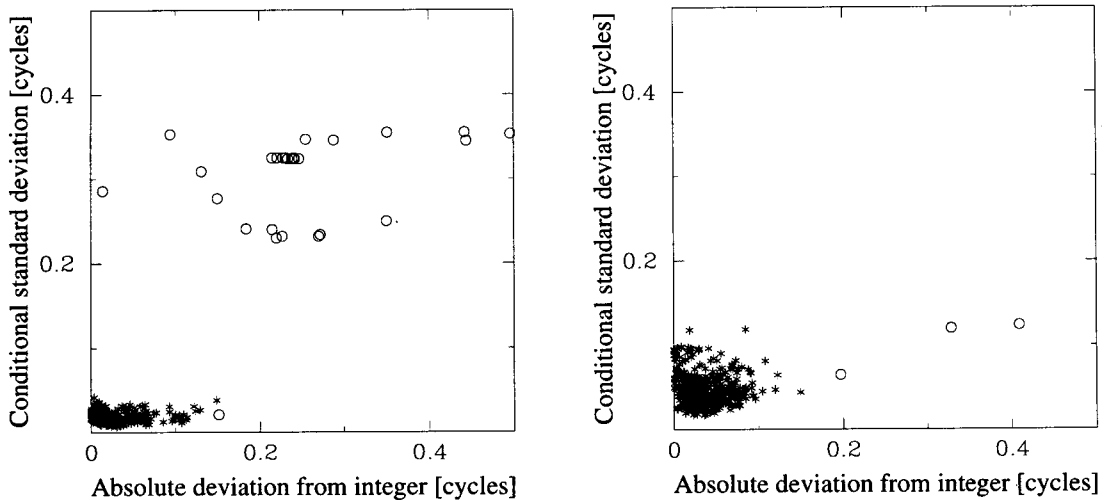 Conditional standard deviation [cycles]
0.4
0.2
0
0.2
0.4
Absolute deviation from integer [cycles]
Conditional standard deviation [cycles]
0.4
0.2
0
0.2
0.4
Absolute deviation from integer [cycles]